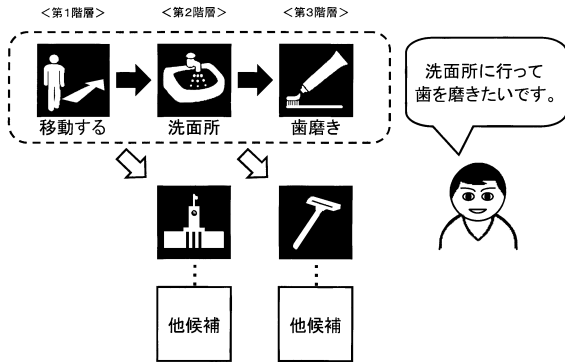 ＜第1階層＞
＜第2階層＞
＜第3階層＞
移動する
洗面所
歯磨き
洗面所に行って
歯を磨きたいです。
他候補
他候補